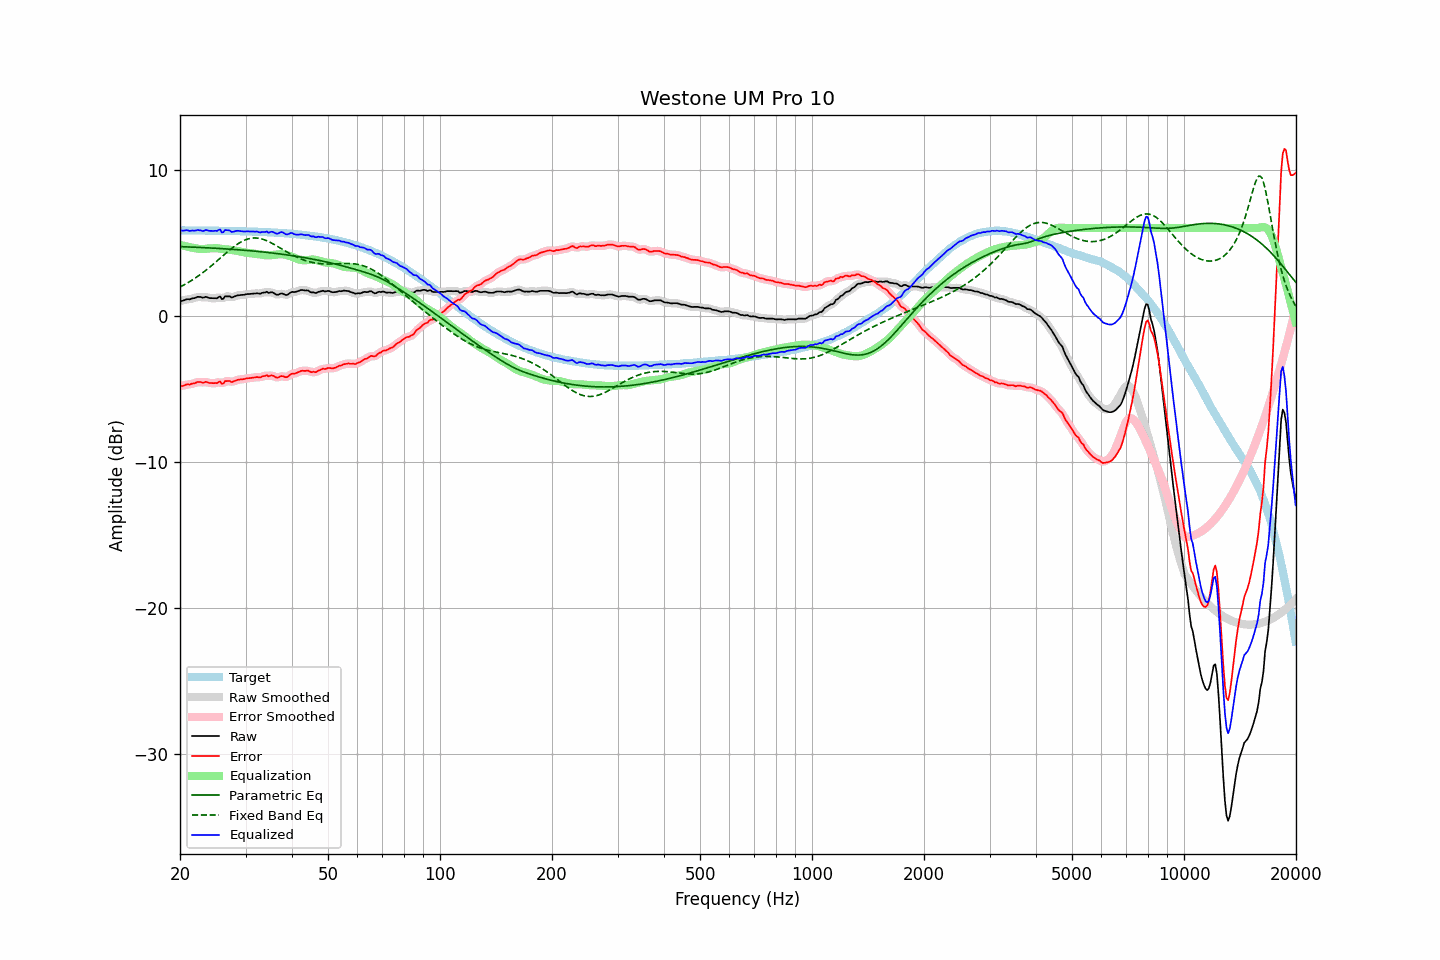 Westone UM Pro 10
10
0
−10
−20
−30
Amplitude (dBr)
Target
Raw Smoothed
Error Smoothed
Raw
Error
Equalization
Parametric Eq
Fixed Band Eq
Equalized
20 50 100 200 500 1000 2000 5000 10000 20000
Frequency (Hz)